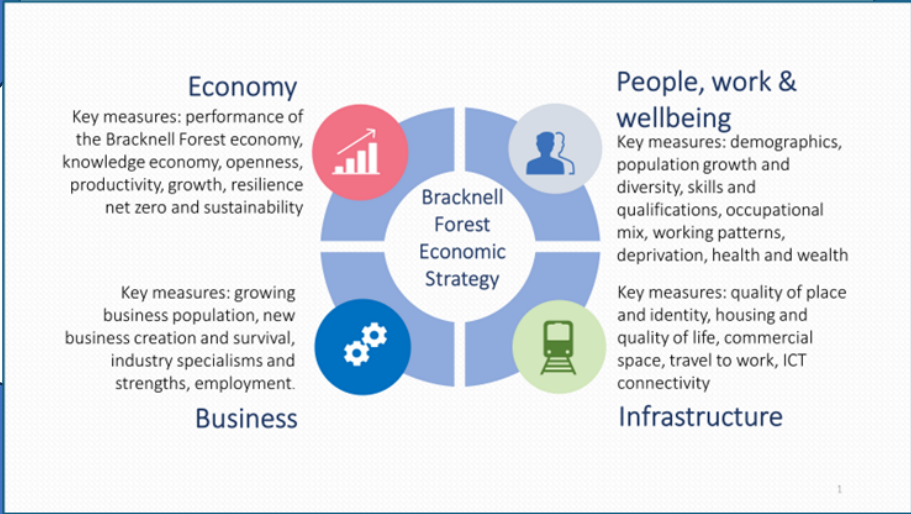 Economy
Key measures: performance of
the Bracknell Forest economy,
knowledge economy, openness,
productivity, growth, resilience
net zero and sustainability
People, work &
wellbeing
Key measures: demographics,
population growth and
diversity, skills and
qualifications, occupational
mix, working patterns,
deprivation, health and wealth
Bracknell
Forest
Economic
Strategy
Key measures: growing
business population, new
business creation and survival,
industry specialisms and
strengths, employment.
Business
Key measures: quality of place
and identity, housing and
quality of life, commercial
space, travel to work, ICT
connectivity
Infrastructure
1